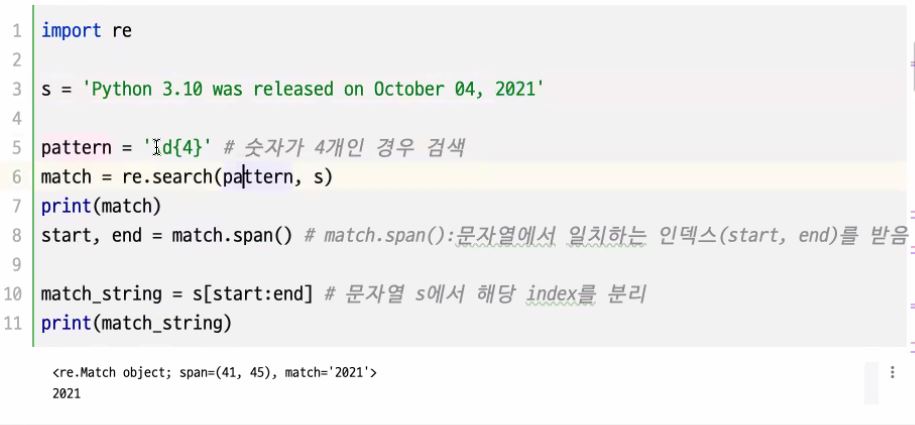 1 import re
2
3 s = 'Python 3.10 was released on October 04, 2021'
4
5 pattern = '\d{4}' # 숫자가 4개인 경우 검색
6 match = re.search(pattern, s)
7 print(match)
8 start, end = match.span() # match.span():문자열에서 일치하는 인덱스(start, end)를 받음
9
10 match_string = s[start:end] # 문자열 s에서 해당 index를 분리
11 print(match_string)
<re.Match object; span=(41, 45), match='2021'>
2021